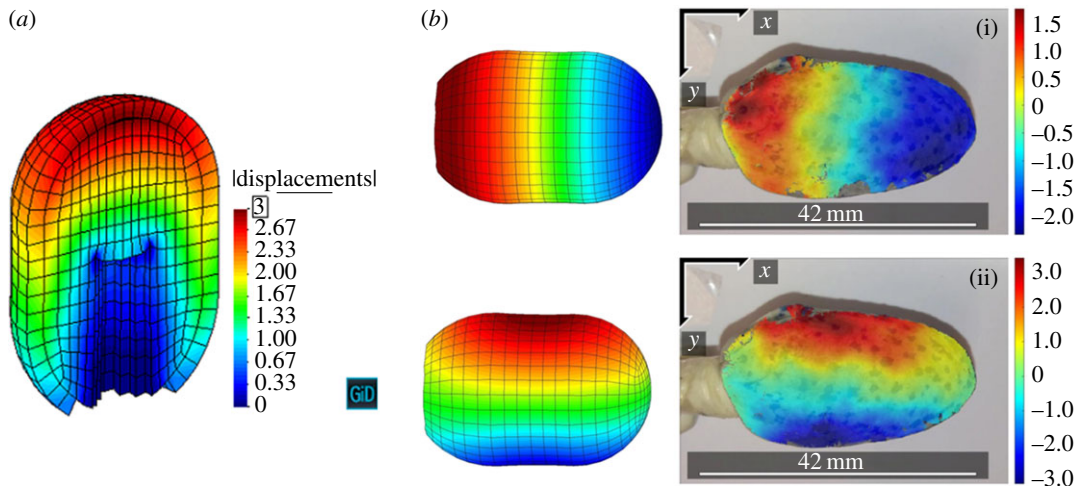 (a)
|displacements|
3
2.67
2.33
2.00
1.67
1.33
1.00
0.67
0.33
0
GiD
(b)
x
y
(i)
42 mm
1.5
1.0
0.5
0
–0.5
–1.0
–1.5
–2.0
x
y
(ii)
42 mm
3.0
2.0
1.0
0
–1.0
–2.0
–3.0